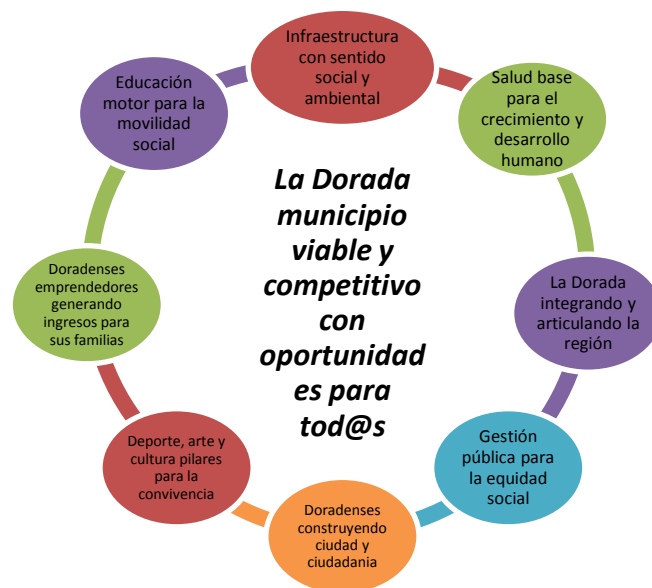 Infraestructura
con sentido
social y
ambiental
Salud base
para el
crecimiento y
desarrollo
humano
La Dorada
integrando y
articulando la
región
Gestión
pública para
la equidad
social
Doradenses
construyendo
ciudad y
ciudadania
Deporte, arte y
cultura pilares
para la
convivencia
Doradenses
emprendedores
generando
ingresos para
sus familias
Educación
motor para la
movilidad
social
La Dorada
municipio
viable y
competitivo
con
oportunidad
es para
tod@s